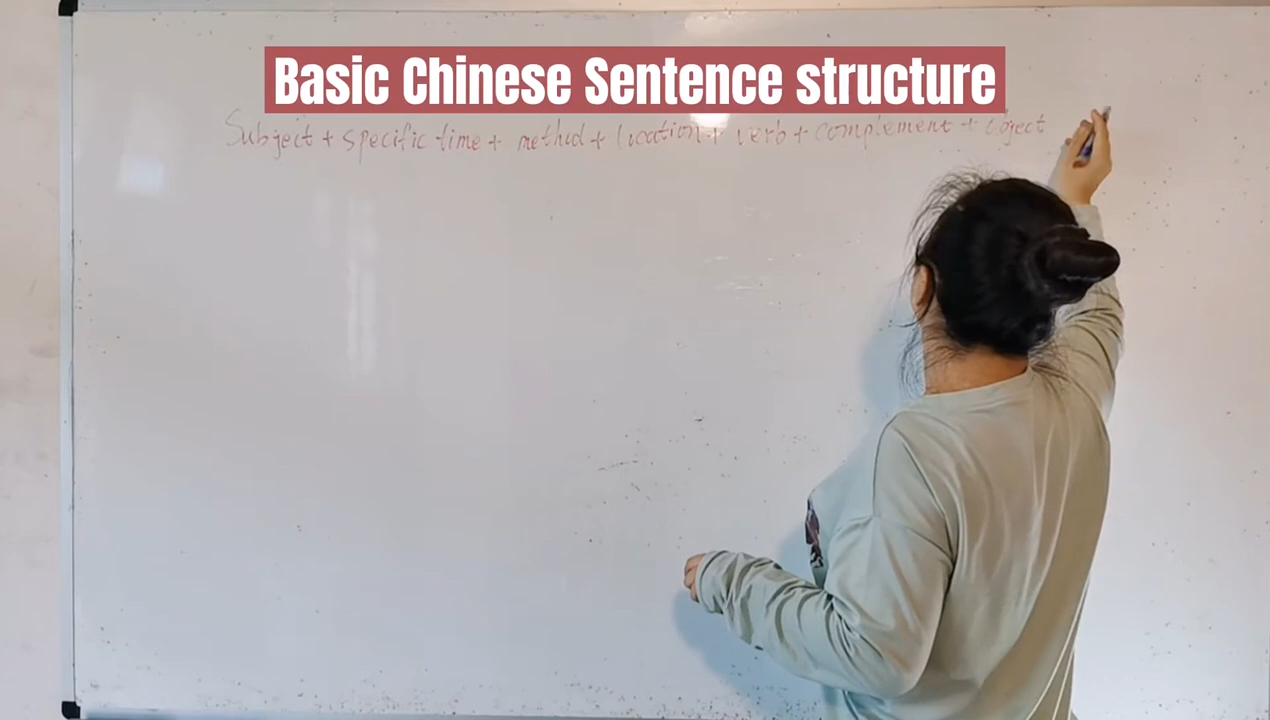 Basic Chinese Sentence structure
Subject + specific time + method + location + verb + complement + object